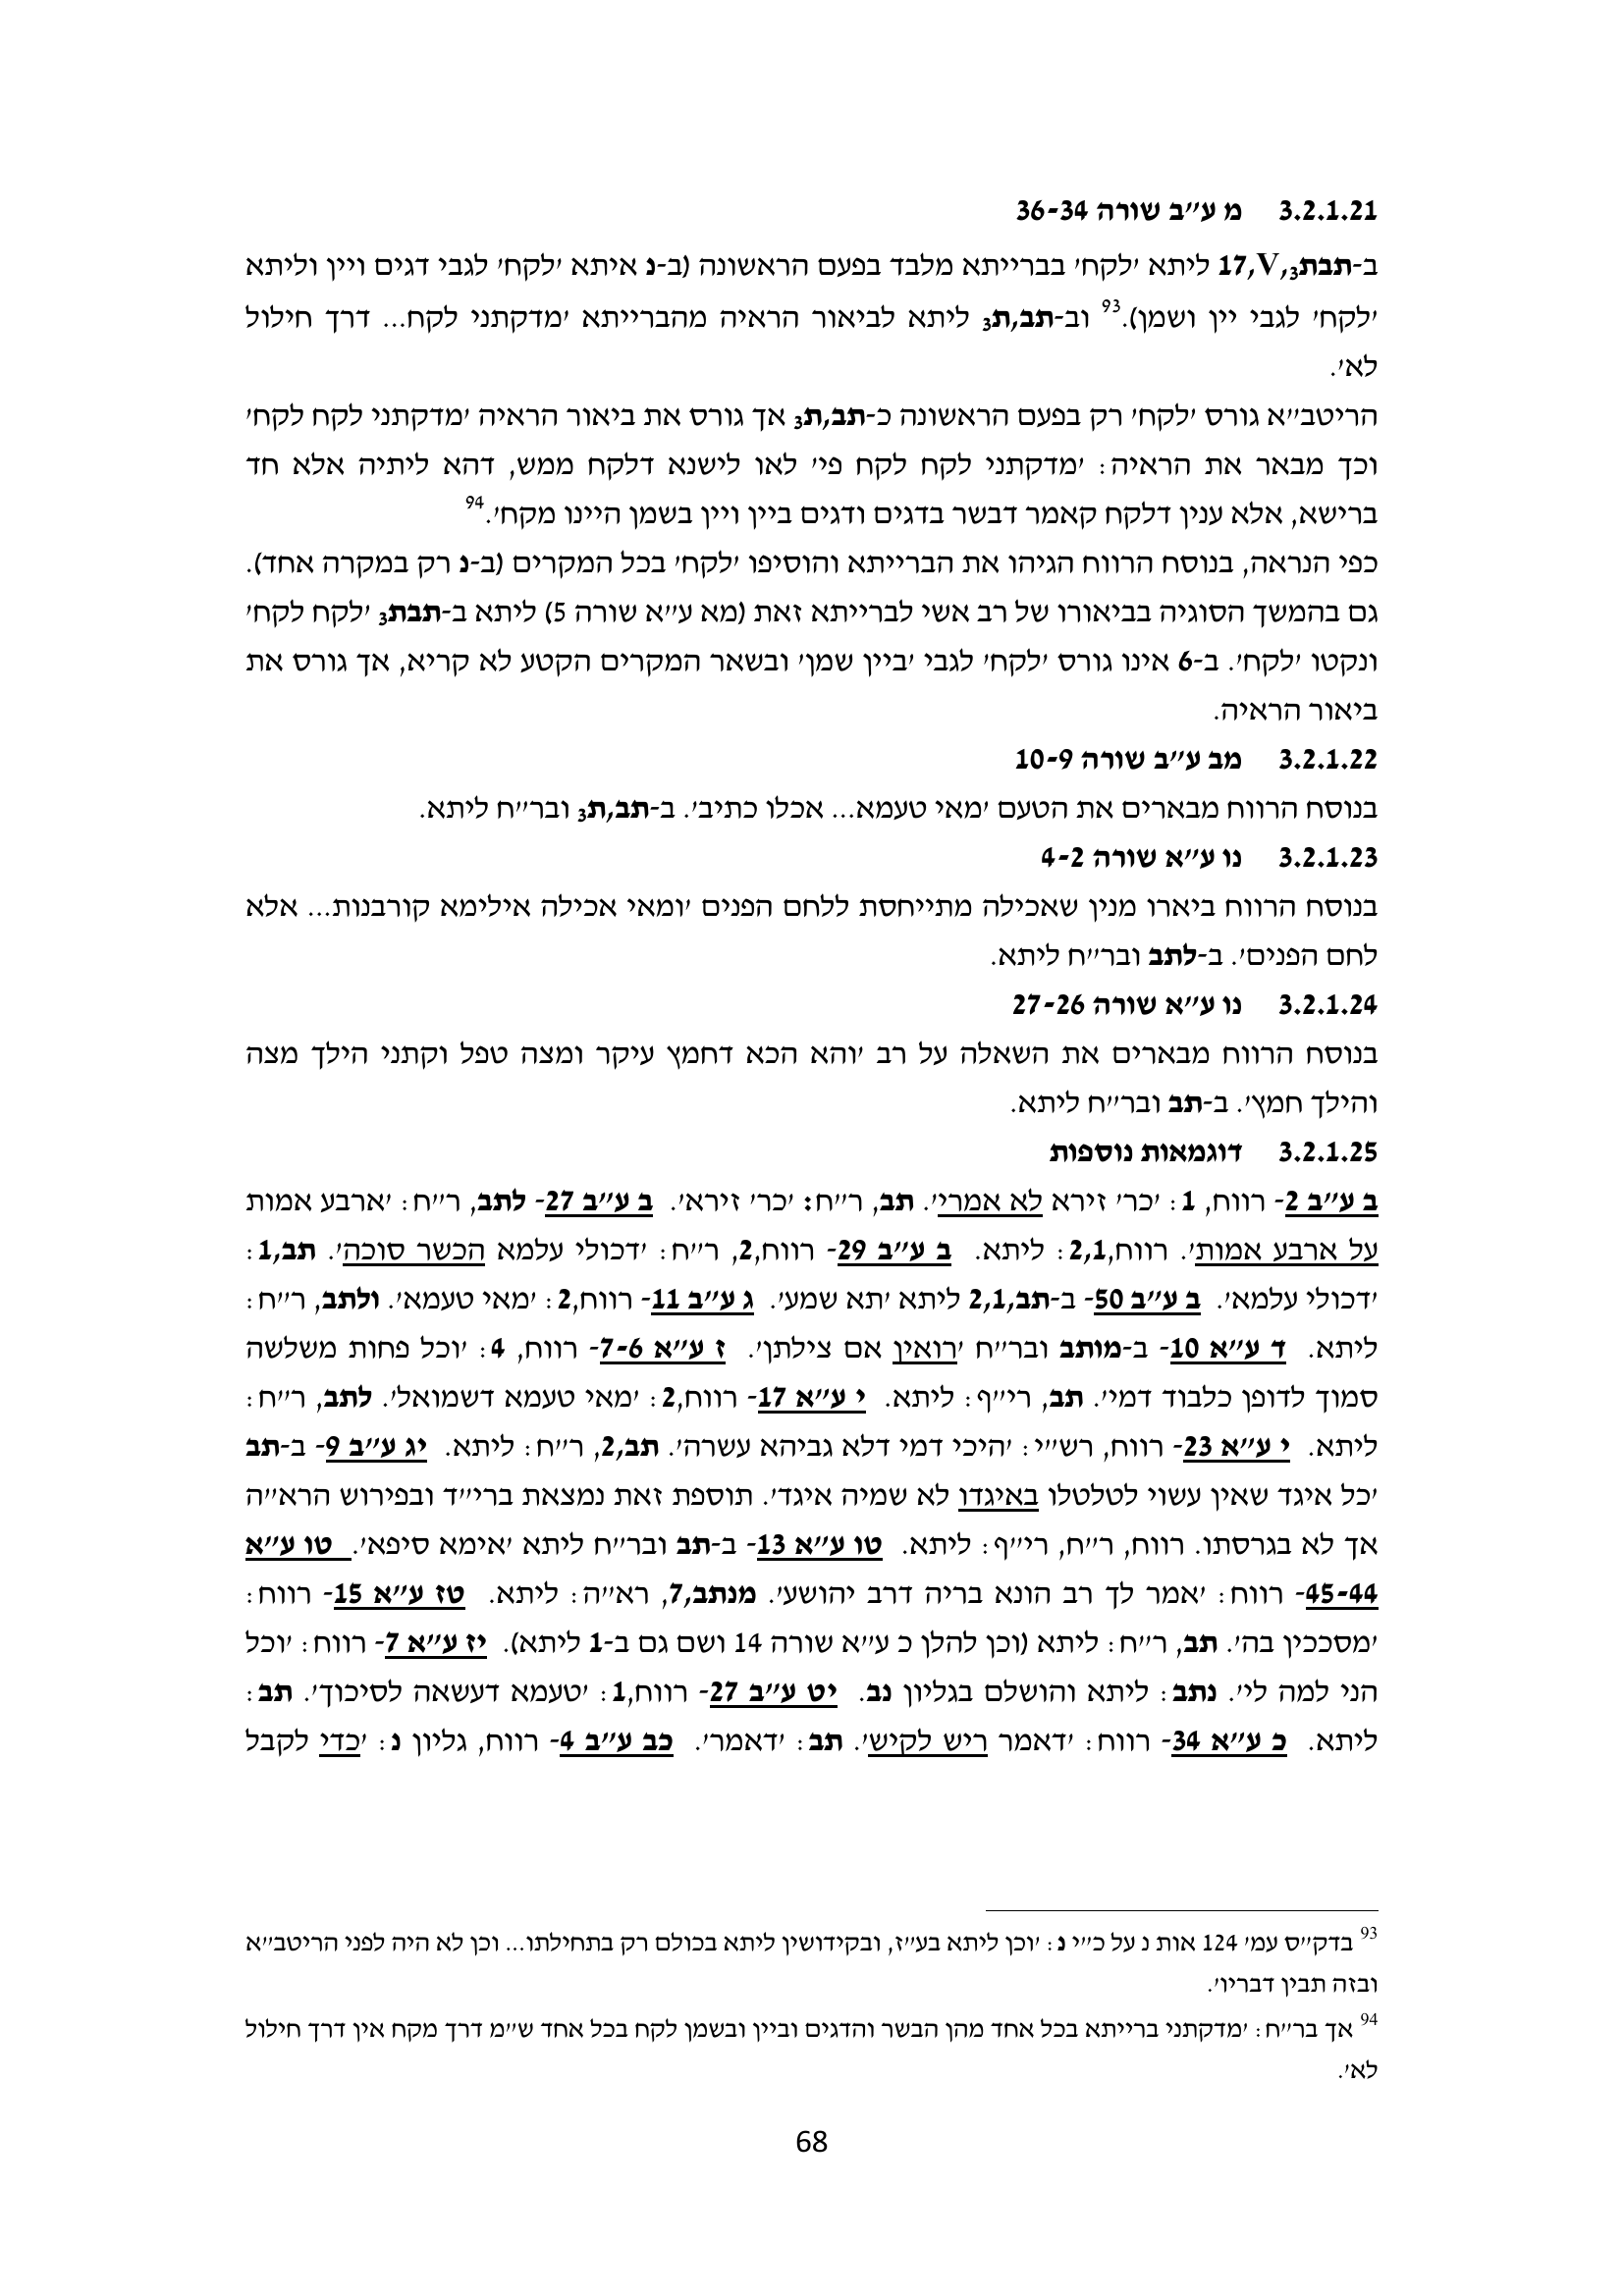 3.2.1.21 מ ע״ב שורה 36-34
ב-תבת3,V,17 ליתא ׳לקח׳ בברייתא מלבד בפעם הראשונה (ב-נ איתא ׳לקח׳ לגבי דגים ויין וליתא
׳לקח׳ לגבי יין ושמן).93 וב-תב,ת3 ליתא לביאור הראיה מהברייתא ׳מדקתני לקח... דרך חילול
לא׳.
הריטב״א גורס ׳לקח׳ רק בפעם הראשונה כ-תב,ת3 אך גורס את ביאור הראיה ׳מדקתני לקח לקח׳
וכך מבאר את הראיה: ׳מדקתני לקח לקח פי׳ לאו לישנא דלקח ממש, דהא ליתיה אלא חד
ברישא, אלא ענין דלקח קאמר דבשר בדגים ודגים ביין ויין בשמן היינו מקח׳.94
כפי הנראה, בנוסח הרווח הגיהו את הברייתא והוסיפו ׳לקח׳ בכל המקרים (ב-נ רק במקרה אחד).
גם בהמשך הסוגיה בביאורו של רב אשי לברייתא זאת (מא ע״א שורה 5) ליתא ב-תבת3 ׳לקח לקח׳
ונקטו ׳לקח׳. ב-6 אינו גורס ׳לקח׳ לגבי ׳ביין שמן׳ ובשאר המקרים הקטע לא קריא, אך גורס את
ביאור הראיה.
3.2.1.22 מב ע״ב שורה 10-9
בנוסח הרווח מבארים את הטעם ׳מאי טעמא... אכלו כתיב׳. ב-תב,ת3 ובר״ח ליתא.
3.2.1.23 נו ע״א שורה 4-2
בנוסח הרווח ביארו מנין שאכילה מתייחסת ללחם הפנים ׳ומאי אכילה אילימא קורבנות... אלא
לחם הפנים׳. ב-לתב ובר״ח ליתא.
3.2.1.24 נו ע״א שורה 27-26
בנוסח הרווח מבארים את השאלה על רב ׳והא הכא דחמץ עיקר ומצה טפל וקתני הילך מצה
והילך חמץ׳. ב-תב ובר״ח ליתא.
3.2.1.25 דוגמאות נוספות
ב ע״ב 2- רווח, 1: ׳כר׳ זירא לא אמרי׳. תב, ר״ח: ׳כר׳ זירא׳. ב ע״ב 27- לתב, ר״ח: ׳ארבע אמות
על ארבע אמות׳. רווח,2,1: ליתא. ב ע״ב 29- רווח,2, ר״ח: ׳דכולי עלמא הכשר סוכה׳. תב,1:
׳דכולי עלמא׳. ב ע״ב 50- ב-תב,2,1 ליתא ׳תא שמע׳. ג ע״ב 11- רווח,2: ׳מאי טעמא׳. ולתב, ר״ח:
ליתא. ד ע״א 10- ב-מותב ובר״ח ׳רואין אם צילתן׳. ז ע״א 7-6- רווח, 4: ׳וכל פחות משלשה
סמוך לדופן כלבוד דמי׳. תב, רי״ף: ליתא. י ע״א 17- רווח,2: ׳מאי טעמא דשמואל׳. לתב, ר״ח:
ליתא. י ע״א 23- רווח, רש״י: ׳היכי דמי דלא גביהא עשרה׳. תב,2, ר״ח: ליתא. יג ע״ב 9- ב-תב
׳כל איגד שאין עשוי לטלטלו באיגדו לא שמיה איגד׳. תוספת זאת נמצאת ברי״ד ובפירוש הרא״ה
אך לא בגרסתו. רווח, ר״ח, רי״ף: ליתא. טו ע״א 13- ב-תב ובר״ח ליתא ׳אימא סיפא׳. טו ע״א
45-44- רווח: ׳אמר לך רב הונא בריה דרב יהושע׳. מנתב,7, רא״ה: ליתא. טז ע״א 15- רווח:
׳מסככין בה׳. תב, ר״ח: ליתא (וכן להלן כ ע״א שורה 14 ושם גם ב-1 ליתא). יז ע״א 7- רווח: ׳וכל
הני למה לי׳. נתב: ליתא והושלם בגליון נב. יט ע״ב 27- רווח,1: ׳טעמא דעשאה לסיכוך׳. תב:
ליתא. כ ע״א 34- רווח: ׳דאמר ריש לקיש׳. תב: ׳דאמר׳. כב ע״ב 4- רווח, גליון נ: ׳כדי לקבל
93 בדק״ס עמ׳ 124 אות נ על כ״י נ: ׳וכן ליתא בע״ז, ובקידושין ליתא בכולם רק בתחילתו... וכן לא היה לפני הריטב״א
ובזה תבין דבריו׳.
94 אך בר״ח: ׳מדקתני ברייתא בכל אחד מהן הבשר והדגים וביין ובשמן לקח בכל אחד ש״מ דרך מקח אין דרך חילול
לא׳.
68